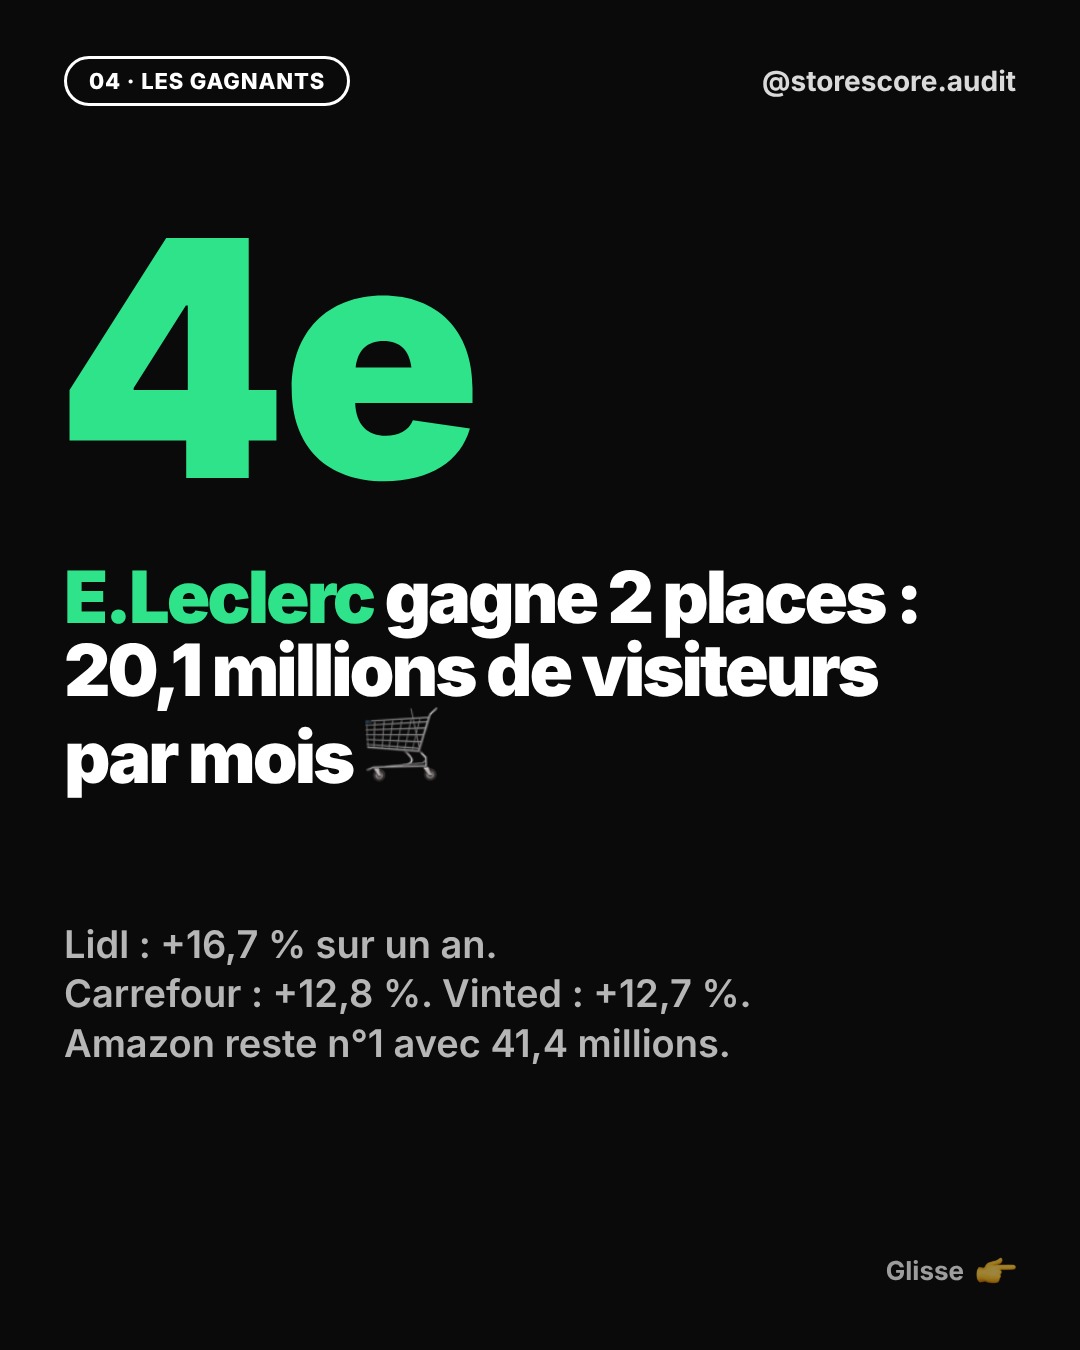 04 · LES GAGNANTS
@storescore.audit
4e
E.Leclerc gagne 2 places :
20,1 millions de visiteurs
par mois 🛒
Lidl : +16,7 % sur un an.
Carrefour : +12,8 %. Vinted : +12,7 %.
Amazon reste n°1 avec 41,4 millions.
Glisse 👉